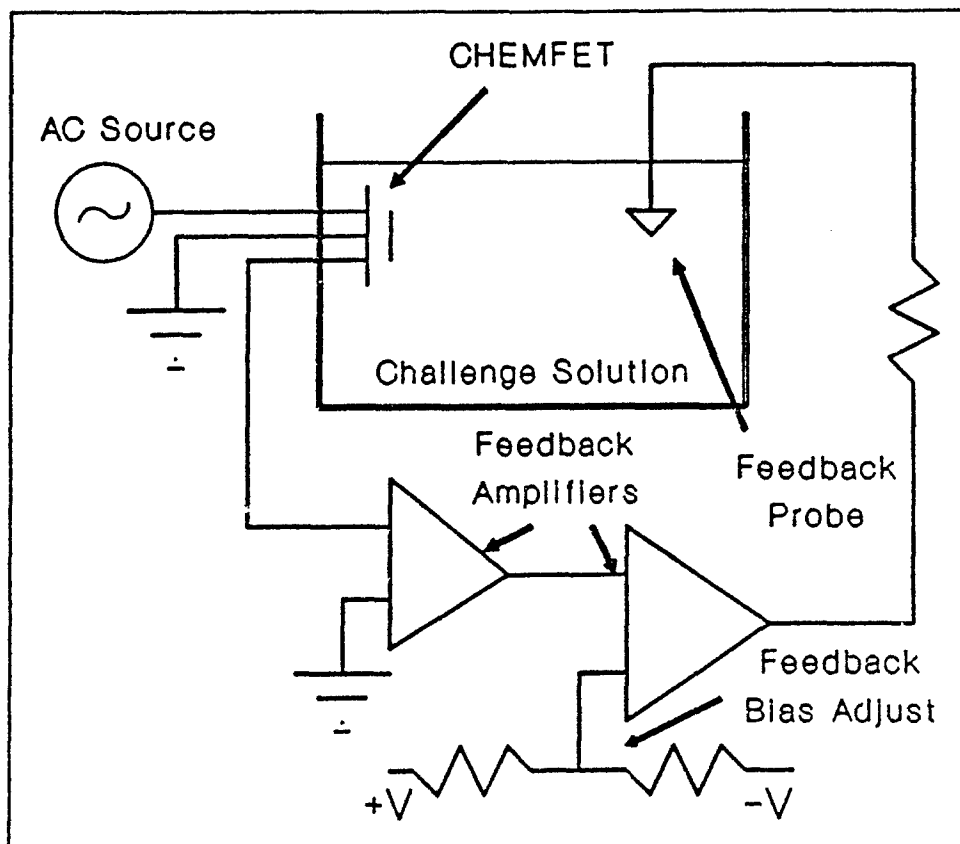 CHEMFET
AC Source
Challenge Solution
Feedback
Amplifiers
Feedback
Probe
Feedback
Bias Adjust
+V
-V